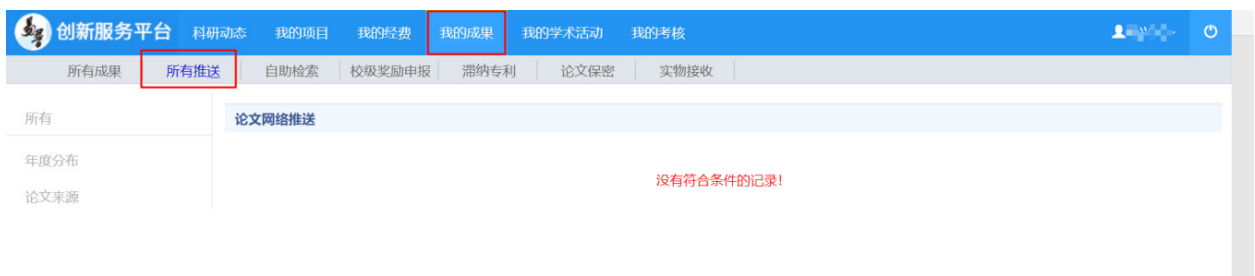 创新服务平台 科研动态 我的项目 我的经费 我的成果 我的学术活动 我的考核
所有成果 所有推送 自助检索 校级奖励申报 滞纳专利 论文保密 实物接收
所有
论文网络推送
年度分布
没有符合条件的记录!
论文来源